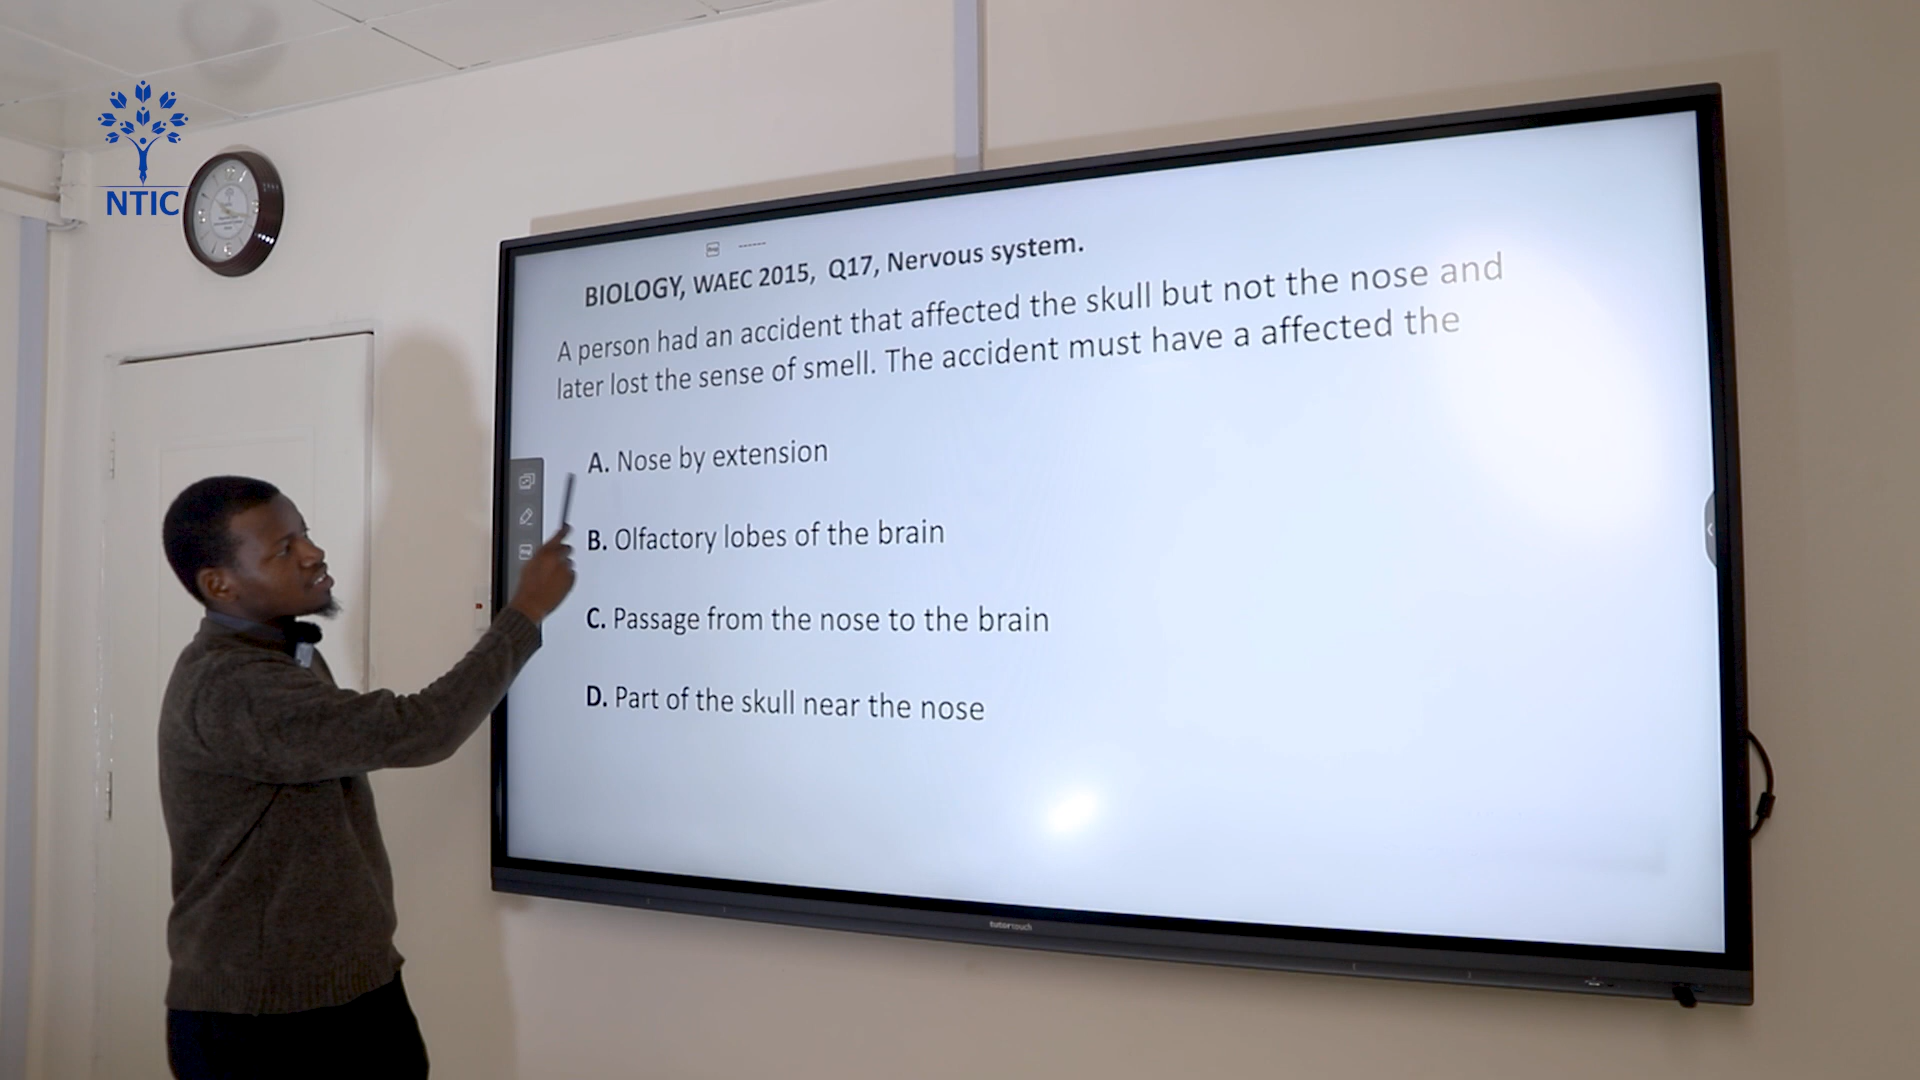 NTIC
BIOLOGY, WAEC 2015, Q17, Nervous system.
A person had an accident that affected the skull but not the nose and
later lost the sense of smell. The accident must have a affected the
A. Nose by extension
B. Olfactory lobes of the brain
C. Passage from the nose to the brain
D. Part of the skull near the nose
tutortouch